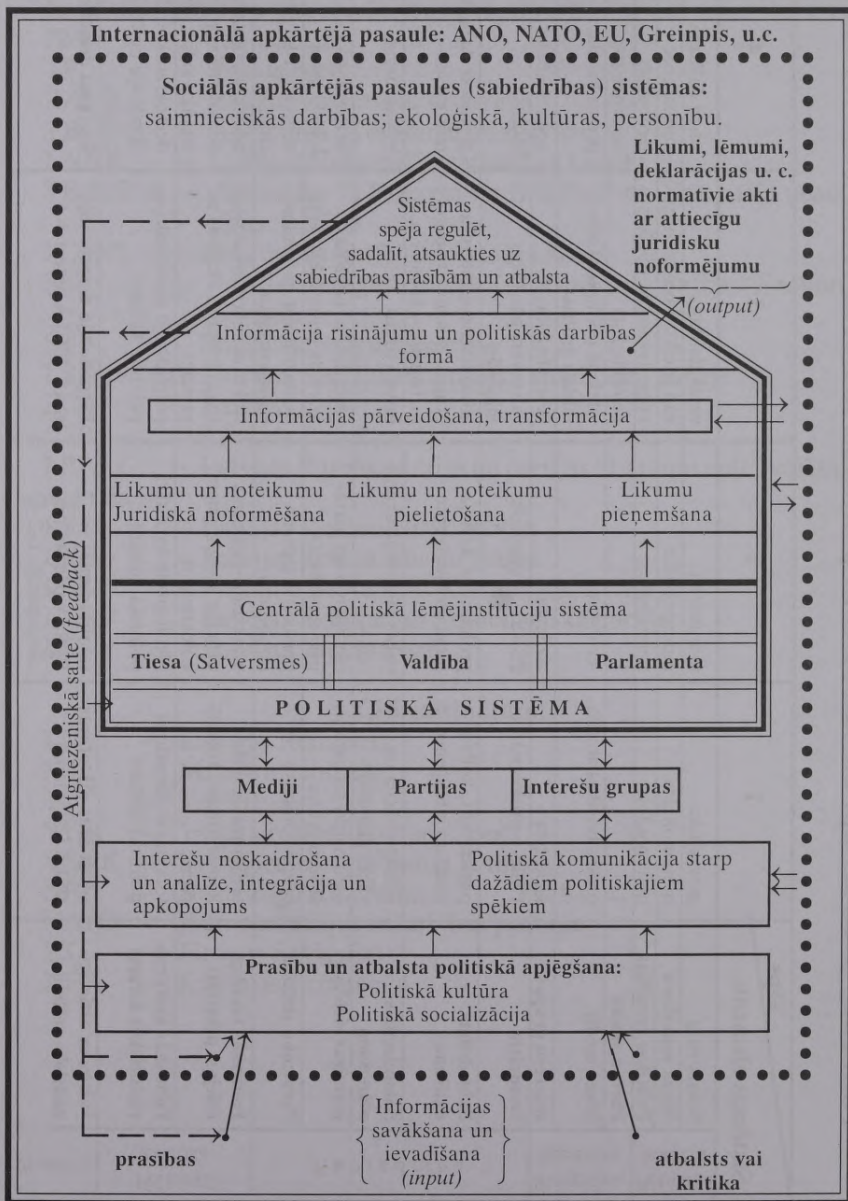 Internacionālā apkārtējā pasaule: ANO, NATO, EU, Greinpis, u.c.
Sociālās apkārtējās pasaules (sabiedrības) sistēmas:
saimnieciskās darbības; ekoloģiskā, kultūras, personību.
Likumi, lēmumi,
deklarācijas u. c.
normatīvie akti
ar attiecīgu
juridisku
noformējumu
(output)
Sistēmas
spēja regulēt,
sadalīt, atsaukties uz
sabiedrības prasībām un atbalsta
Informācija risinājumu un politiskās darbības
formā
Informācijas pārveidošana, transformācija
Likumu un noteikumu
Juridiskā noformēšana
Likumu un noteikumu
pielietošana
Likumu
pieņemšana
Centrālā politiskā lēmējinstitūciju sistēma
Tiesa (Satversmes)
Valdība
Parlamenta
POLITISKĀ SISTĒMA
Atgriezeniskā saite (feedback)
Mediji
Partijas
Interešu grupas
Interešu noskaidrošana
un analīze, integrācija un
apkopojums
Politiskā komunikācija starp
dažādiem politiskajiem
spēkiem
Prasību un atbalsta politiskā apjēgšana:
Politiskā kultūra
Politiskā socializācija
prasības
Informācijas
savākšana un
ievadīšana
(input)
atbalsts vai
kritika